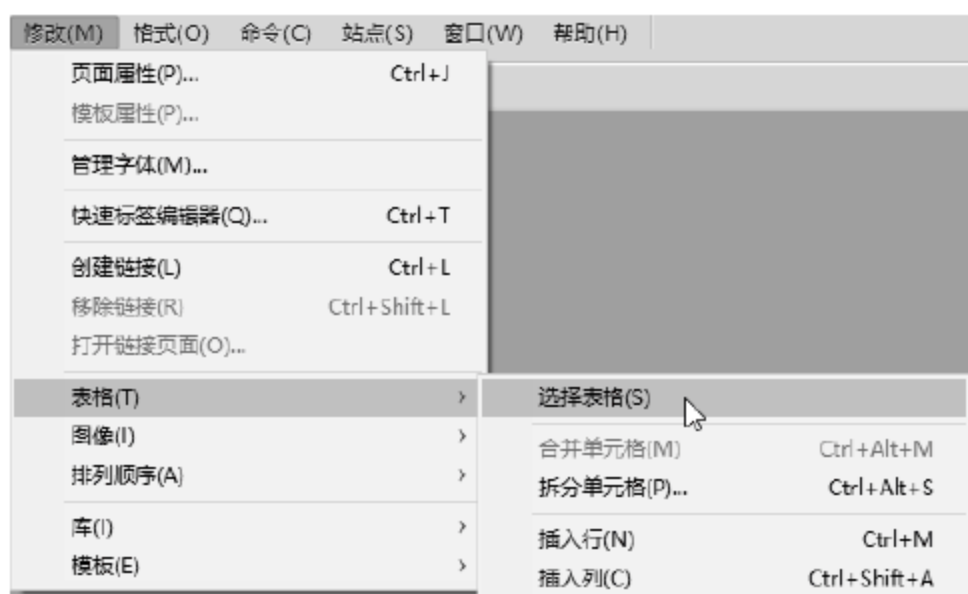 修改(M) 格式(O) 命令(C) 站点(S) 窗口(W) 帮助(H)
页面属性(P)... Ctrl+J
模板属性(P)...
管理字体(M)...
快速标签编辑器(Q)... Ctrl+T
创建链接(L) Ctrl+L
移除链接(R) Ctrl+Shift+L
打开链接页面(O)...
表格(T) >
选择表格(S)
图像(I) >
合并单元格(M) Ctrl+Alt+M
排列顺序(A) >
拆分单元格(P)... Ctrl+Alt+S
库(I) >
插入行(N) Ctrl+M
模板(E) >
插入列(C) Ctrl+Shift+A